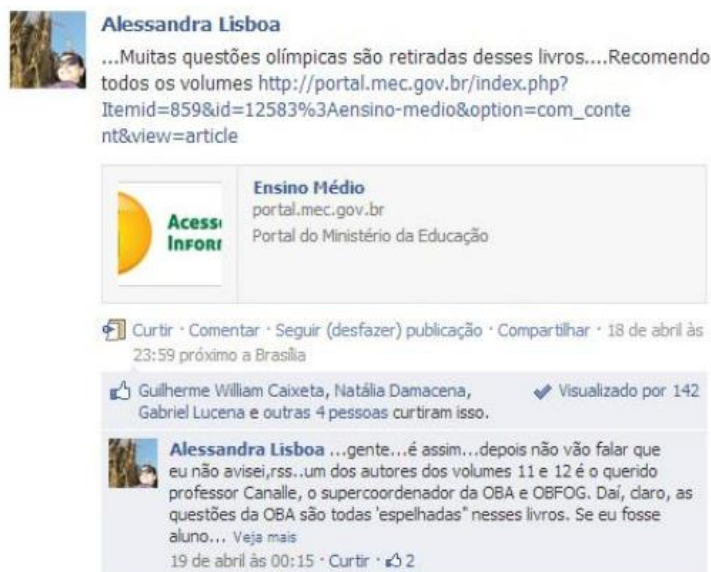 Alessandra Lisboa
...Muitas questões olímpicas são retiradas desses livros....Recomendo
todos os volumes http://portal.mec.gov.br/index.php?
Itemid=859&id=12583%3Aensino-medio&option=com_conte
nt&view=article
Acesso
INFORM
Ensino Médio
portal.mec.gov.br
Portal do Ministério da Educação
Curtir · Comentar · Seguir (desfazer) publicação · Compartilhar · 18 de abril às
23:59 próximo a Brasília
Guilherme William Caixeta, Natália Damacena,
Gabriel Lucena e outras 4 pessoas curtiram isso.
Visualizado por 142
Alessandra Lisboa ...gente...é assim...depois não vão falar que
eu não avisei,rss..um dos autores dos volumes 11 e 12 é o querido
professor Canalle, o supercoordenador da OBA e OBFOG. Daí, claro, as
questões da OBA são todas 'espelhadas" nesses livros. Se eu fosse
aluno... Veja mais
19 de abril às 00:15 · Curtir · 2